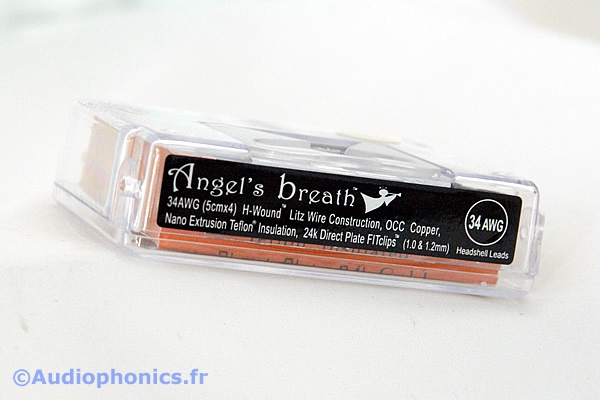 Angel's breath™
34AWG (5cmx4) H-Wound™ Litz Wire Construction, OCC Copper,
Nano Extrusion Teflon® Insulation, 24k Direct Plate FITclips™ (1.0 & 1.2mm)
34 AWG
Headshell Leads
©Audiophonics.fr